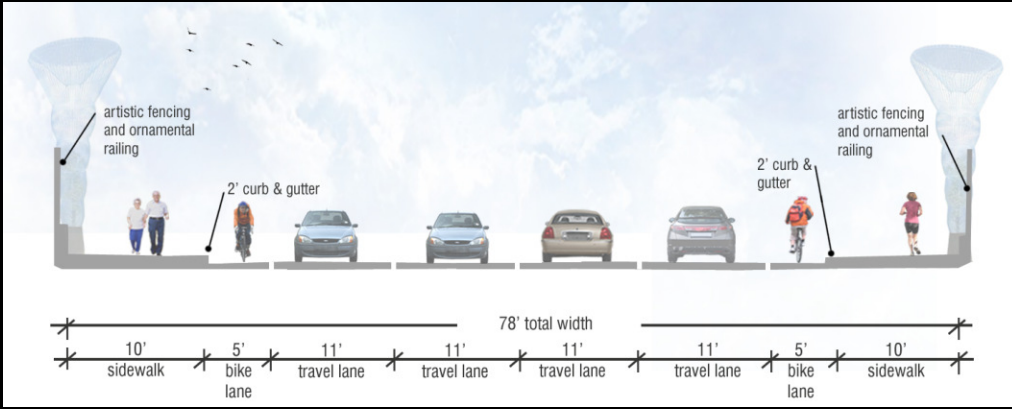 artistic fencing
and ornamental
railing
artistic fencing
and ornamental
railing
2' curb &
gutter
2' curb & gutter
78' total width
10'
sidewalk
5'
bike
lane
11'
travel lane
11'
travel lane
11'
travel lane
11'
travel lane
5'
bike
lane
10'
sidewalk